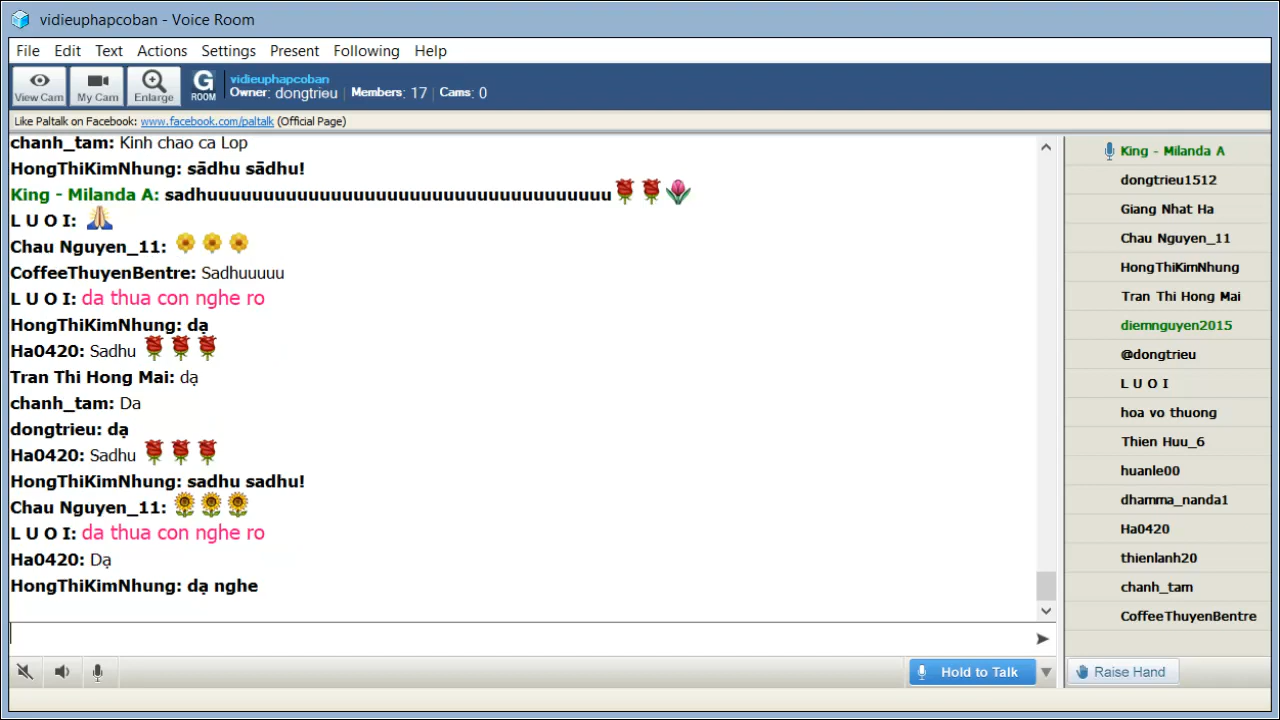 vidieuphapcoban - Voice Room
File Edit Text Actions Settings Present Following Help
View Cam
My Cam
Enlarge
G ROOM
vidieuphapcoban
Owner: dongtrieu | Members: 17 | Cams: 0
Like Paltalk on Facebook: www.facebook.com/paltalk (Official Page)
chanh_tam: Kinh chao ca Lop
HongThiKimNhung: sādhu sādhu!
King - Milanda A: sadhuuuuuuuuuuuuuuuuuuuuuuuuuuuuuuuuuuuu
L U O I:
Chau Nguyen_11:
CoffeeThuyenBentre: Sadhuuuuu
L U O I: da thua con nghe ro
HongThiKimNhung: dạ
Ha0420: Sadhu
Tran Thi Hong Mai: dạ
chanh_tam: Da
dongtrieu: dạ
Ha0420: Sadhu
HongThiKimNhung: sadhu sadhu!
Chau Nguyen_11:
L U O I: da thua con nghe ro
Ha0420: Dạ
HongThiKimNhung: dạ nghe
King - Milanda A
dongtrieu1512
Giang Nhat Ha
Chau Nguyen_11
HongThiKimNhung
Tran Thi Hong Mai
diemnguyen2015
@dongtrieu
L U O I
hoa vo thuong
Thien Huu_6
huanle00
dhamma_nanda1
Ha0420
thienlanh20
chanh_tam
CoffeeThuyenBentre
Hold to Talk
Raise Hand